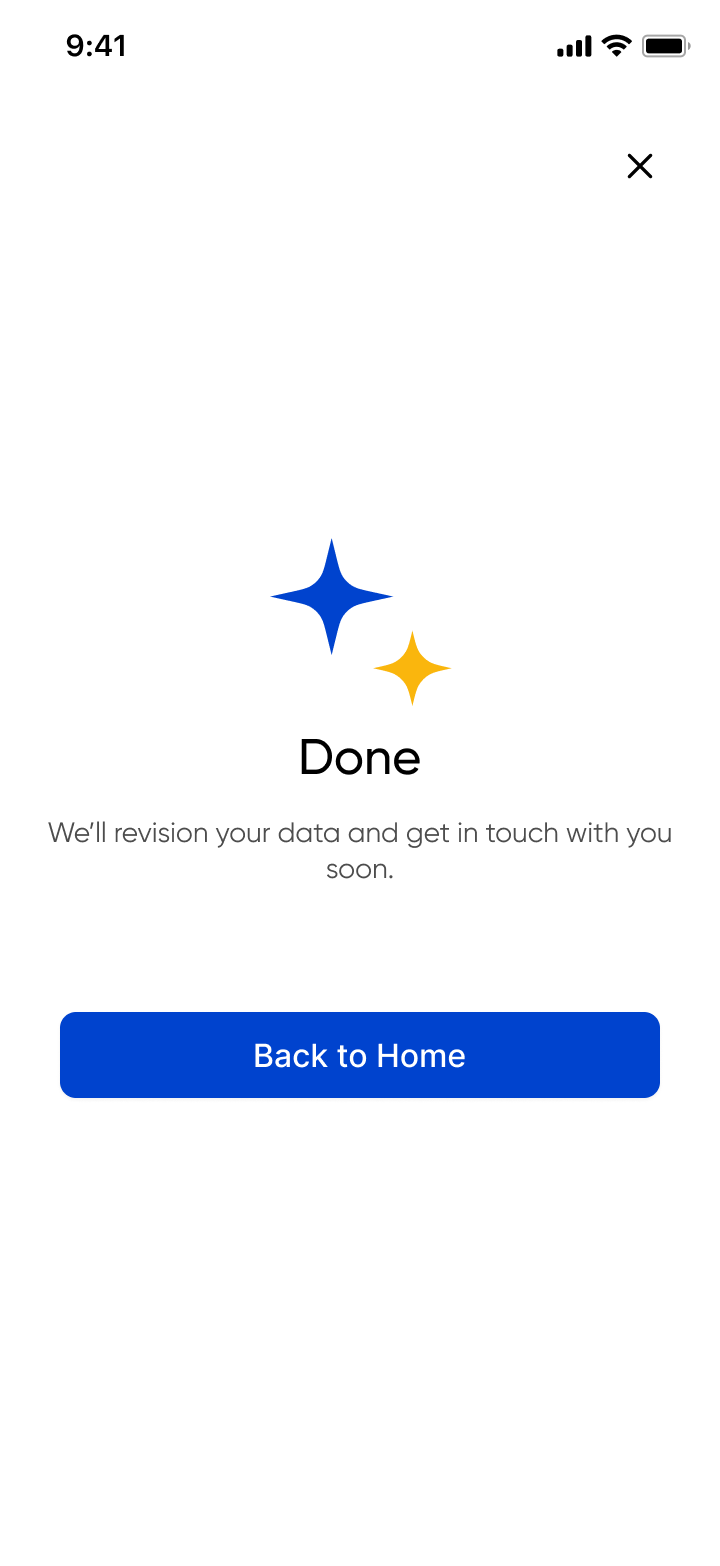 9:41
Done
We’ll revision your data and get in touch with you
soon.
Back to Home